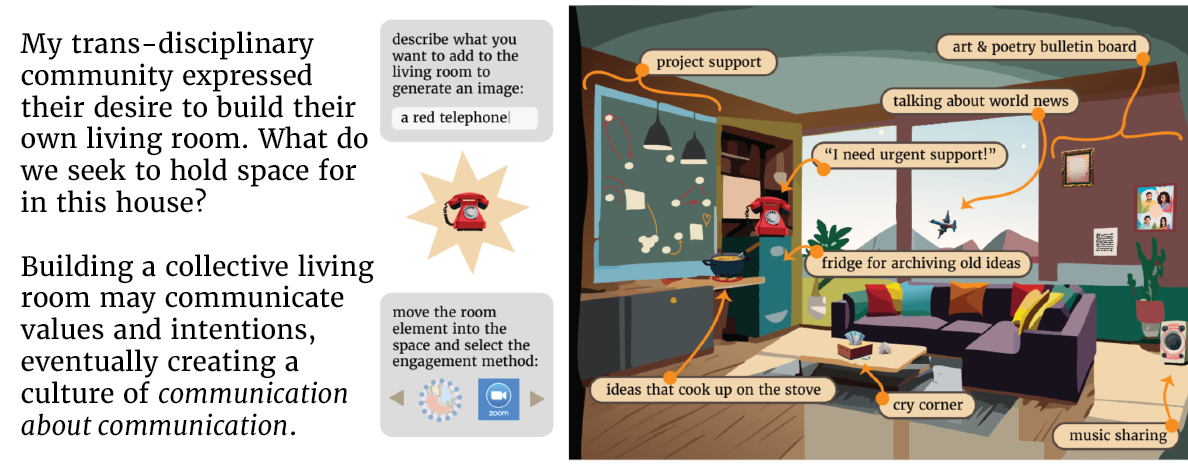 My trans-disciplinary
community expressed
their desire to build their
own living room. What do
we seek to hold space for
in this house?
Building a collective living
room may communicate
values and intentions,
eventually creating a
culture of communication
about communication.
describe what you
want to add to the
living room to
generate an image:
a red telephone
move the room
element into the
space and select the
engagement method:
zoom
project support
art & poetry bulletin board
talking about world news
“I need urgent support!”
fridge for archiving old ideas
ideas that cook up on the stove
cry corner
music sharing